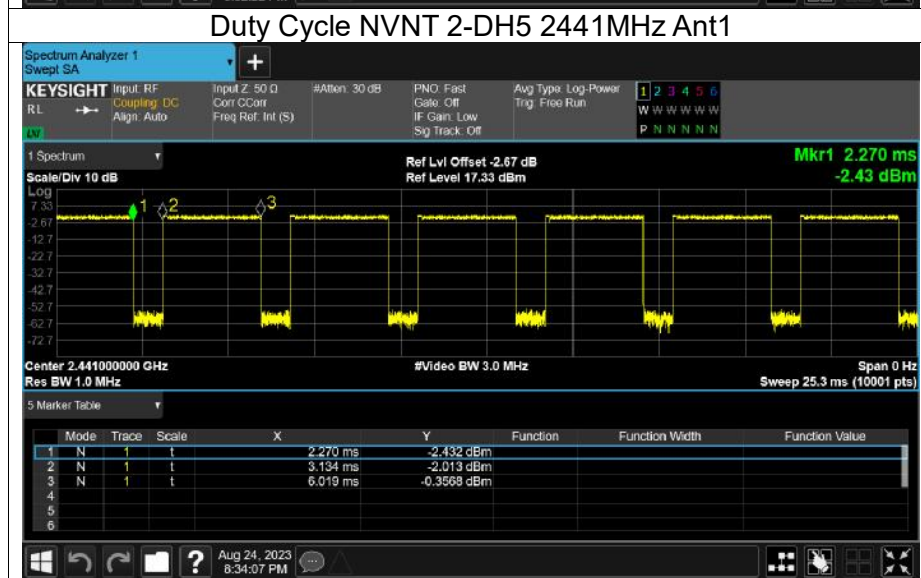 Duty Cycle NVNT 2-DH5 2441MHz Ant1
Spectrum Analyzer 1
Swept SA
+
KEYSIGHT
RL
Input: RF
Coupling: DC
Align: Auto
Input Z: 50 Ω
Corr CCorr
Freq Ref: Int (S)
#Atten: 30 dB
PNO: Fast
Gate: Off
IF Gain: Low
Sig Track: Off
Avg Type: Log-Power
Trig: Free Run
1 2 3 4 5 6
W W W W W W
P N N N N N
1 Spectrum
Scale/Div 10 dB
Ref Lvl Offset -2.67 dB
Ref Level 17.33 dBm
Mkr1 2.270 ms
-2.43 dBm
Log
7.33
-2.67
-12.7
-22.7
-32.7
-42.7
-52.7
-62.7
-72.7
1
2
3
Center 2.441000000 GHz
Res BW 1.0 MHz
#Video BW 3.0 MHz
Span 0 Hz
Sweep 25.3 ms (10001 pts)
5 Marker Table
Mode Trace Scale X Y Function Function Width Function Value
1 N 1 t 2.270 ms -2.432 dBm
2 N 1 t 3.134 ms -2.013 dBm
3 N 1 t 6.019 ms -0.3568 dBm
4
5
6
?
Aug 24, 2023
8:34:07 PM